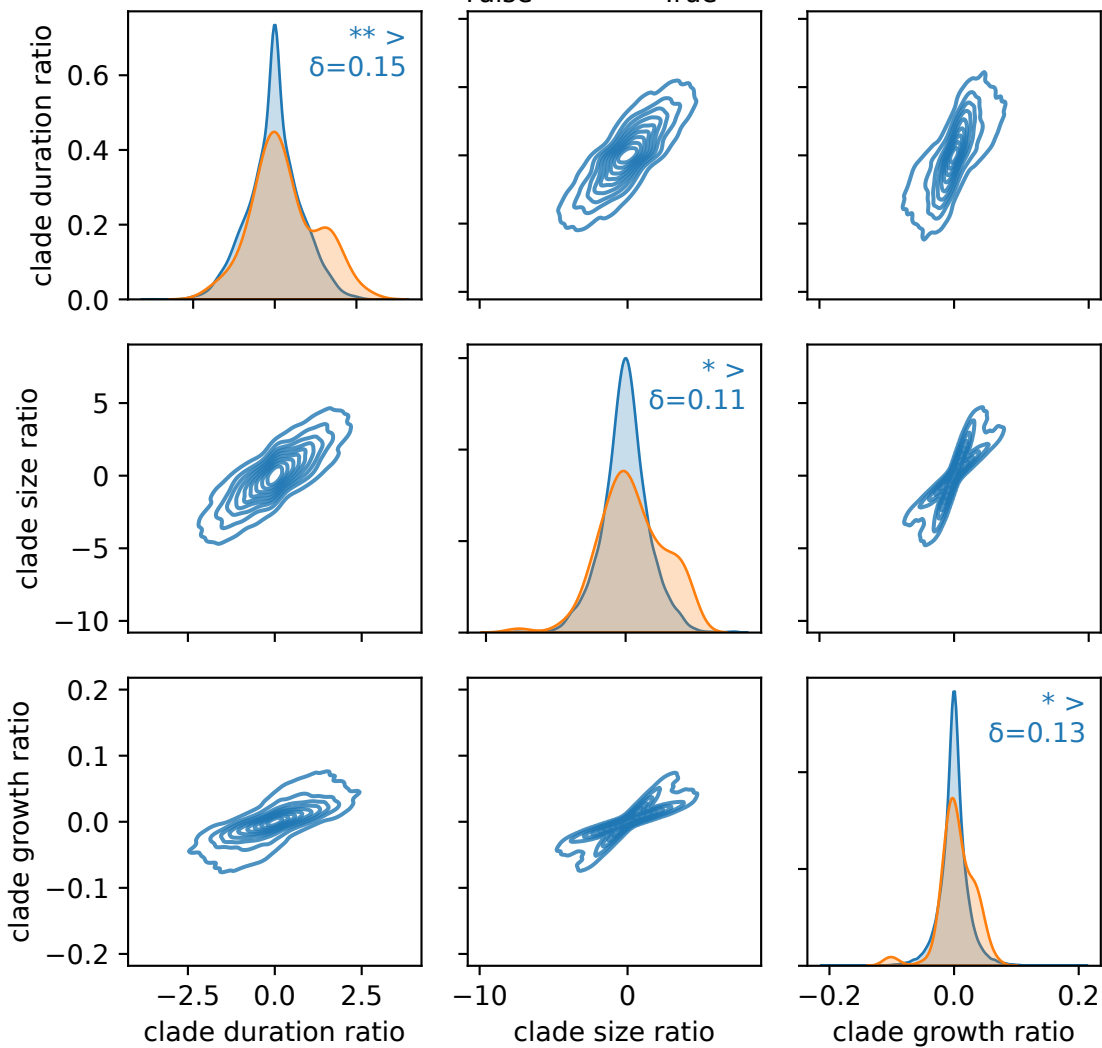 False True
clade duration ratio
0.6
0.4
0.2
0.0
** >
δ=0.15
clade size ratio
5
0
−5
−10
* >
δ=0.11
clade growth ratio
0.2
0.1
0.0
−0.1
−0.2
* >
δ=0.13
−2.5 0.0 2.5
−10 0
−0.2 0.0 0.2
clade duration ratio
clade size ratio
clade growth ratio